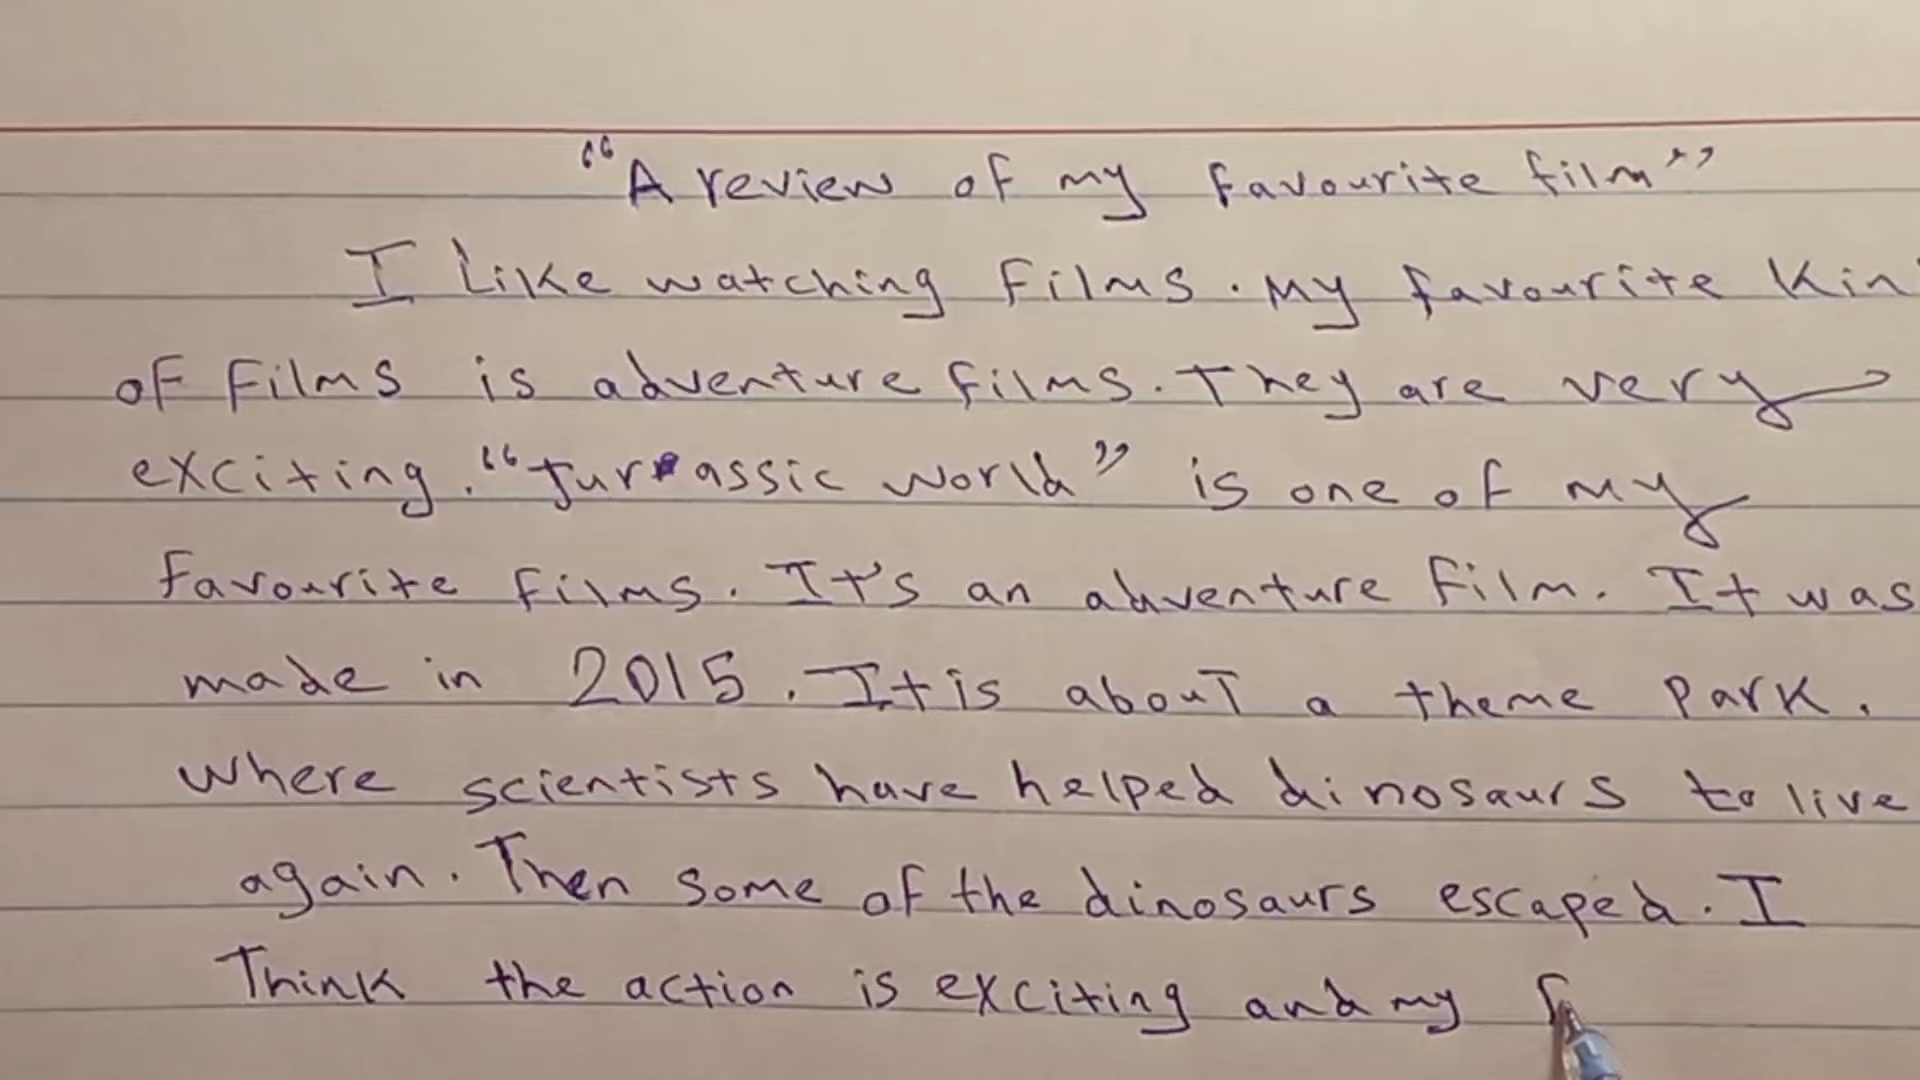 "A review of my favourite film"
I Like watching films. My favourite kin
of films is adventure films. They are very
exciting. "Jurassic world" is one of my
favourite films. It's an adventure film. It was
made in 2015. It is about a theme park.
where scientists have helped dinosaurs to live
again. Then some of the dinosaurs escaped. I
Think the action is exciting and my